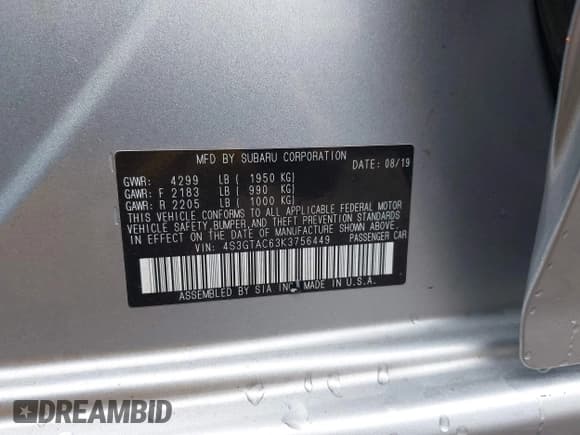 MFD BY SUBARU CORPORATION
DATE: 08/19
GVWR: 4299 LB ( 1950 KG)
GAWR: F 2183 LB ( 990 KG)
GAWR: R 2205 LB ( 1000 KG)
THIS VEHICLE CONFORMS TO ALL APPLICABLE FEDERAL MOTOR
VEHICLE SAFETY,BUMPER,AND THEFT PREVENTION STANDARDS
IN EFFECT ON THE DATE OF MANUFACTURE SHOWN ABOVE.
VIN: 4S3GTAC63K3756449 PASSENGER CAR
ASSEMBLED BY SIA INC. MADE IN U.S.A.
DREAMBID